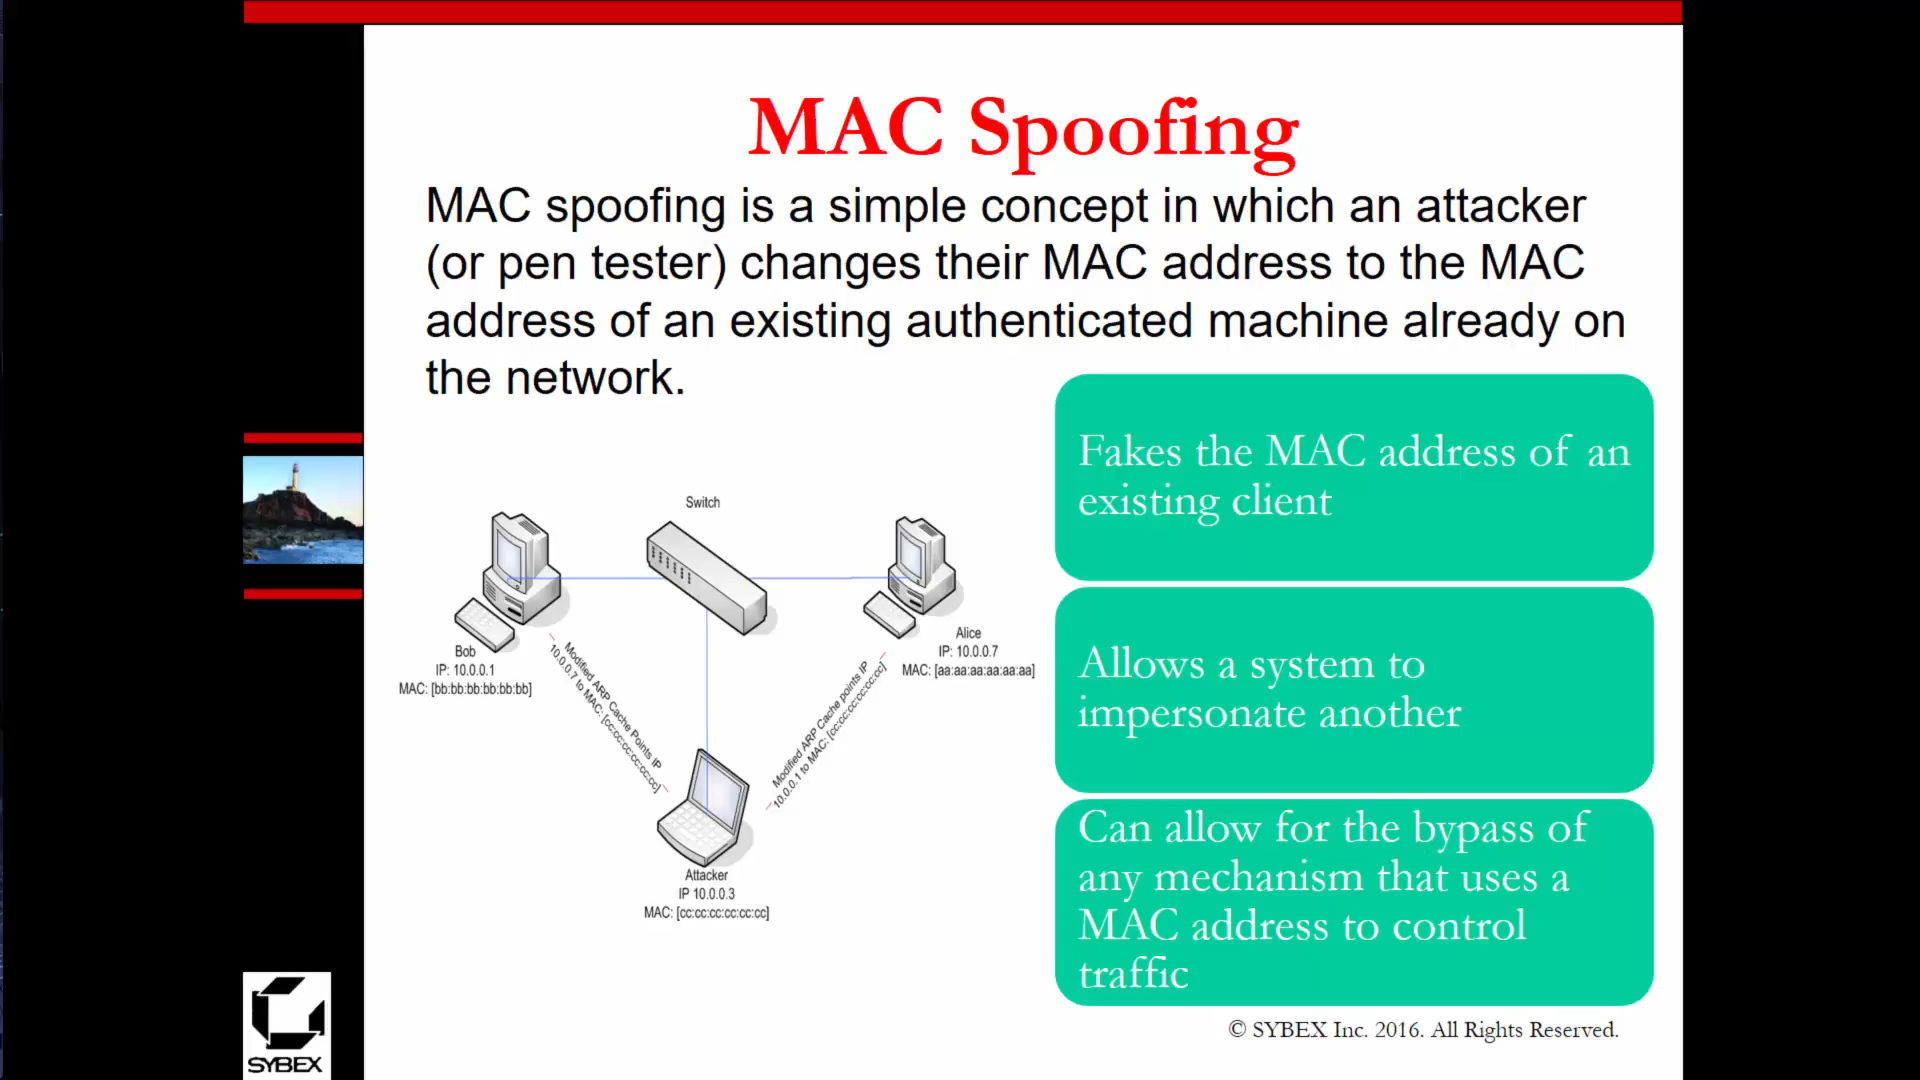 MAC Spoofing
MAC spoofing is a simple concept in which an attacker
(or pen tester) changes their MAC address to the MAC
address of an existing authenticated machine already on
the network.
Fakes the MAC address of an
existing client
Allows a system to
impersonate another
Can allow for the bypass of
any mechanism that uses a
MAC address to control
traffic
Switch
Bob
IP: 10.0.0.1
MAC: [bb:bb:bb:bb:bb:bb]
Alice
IP: 10.0.0.7
MAC: [aa:aa:aa:aa:aa:aa]
Modified ARP Cache Points IP
10.0.0.7 to MAC: [cc:cc:cc:cc:cc:cc]
Modified ARP Cache points IP
10.0.0.1 to MAC: [cc:cc:cc:cc:cc:cc]
Attacker
IP 10.0.0.3
MAC: [cc:cc:cc:cc:cc:cc]
© SYBEX Inc. 2016. All Rights Reserved.
SYBEX